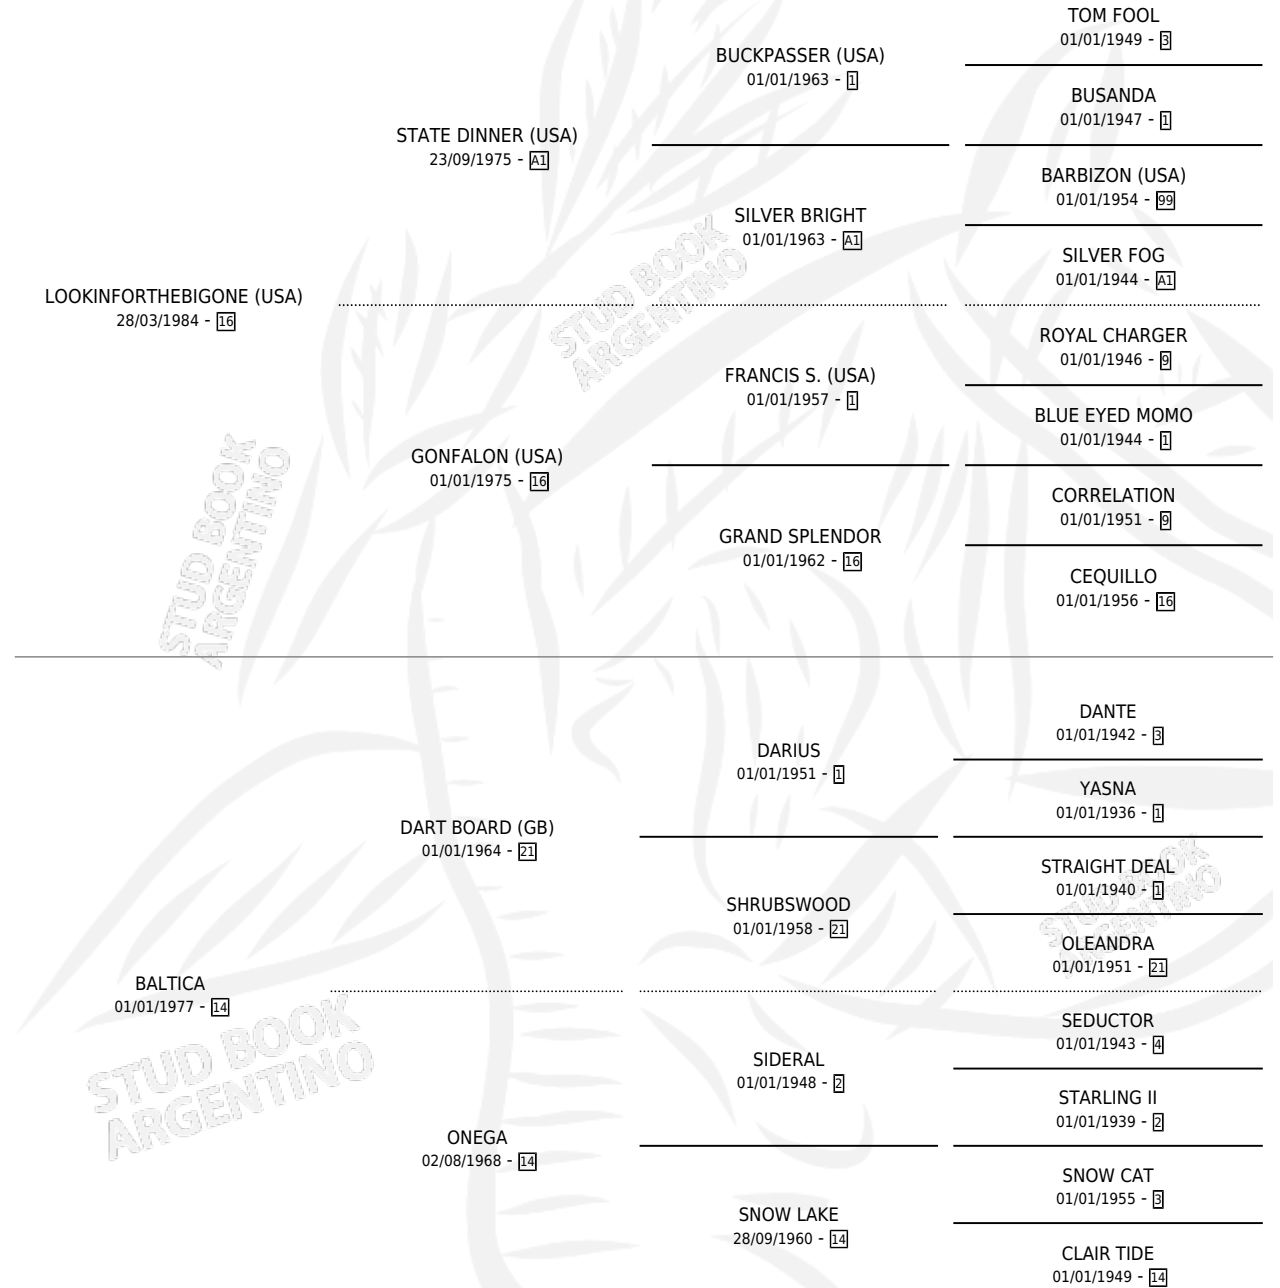 TOM FOOL
01/01/1949 - 3
BUCKPASSER (USA)
01/01/1963 - 1
BUSANDA
01/01/1947 - 1
STATE DINNER (USA)
23/09/1975 - A1
BARBIZON (USA)
01/01/1954 - 99
SILVER BRIGHT
01/01/1963 - A1
SILVER FOG
01/01/1944 - A1
LOOKINFORTHEBIGONE (USA)
28/03/1984 - 16
ROYAL CHARGER
01/01/1946 - 9
FRANCIS S. (USA)
01/01/1957 - 1
BLUE EYED MOMO
01/01/1944 - 1
GONFALON (USA)
01/01/1975 - 16
CORRELATION
01/01/1951 - 9
GRAND SPLENDOR
01/01/1962 - 16
CEQUILLO
01/01/1956 - 16
DANTE
01/01/1942 - 3
DARIUS
01/01/1951 - 1
YASNA
01/01/1936 - 1
DART BOARD (GB)
01/01/1964 - 21
STRAIGHT DEAL
01/01/1940 - 1
SHRUBSWOOD
01/01/1958 - 21
OLEANDRA
01/01/1951 - 21
BALTICA
01/01/1977 - 14
SEDUCTOR
01/01/1943 - 4
SIDERAL
01/01/1948 - 2
STARLING II
01/01/1939 - 2
ONEGA
02/08/1968 - 14
SNOW CAT
01/01/1955 - 3
SNOW LAKE
28/09/1960 - 14
CLAIR TIDE
01/01/1949 - 14
STUD BOOK
ARGENTINO
STUD BOOK
ARGENTINO
STUD BOOK
ARGENTINO
STUD BOOK
ARGENTINO